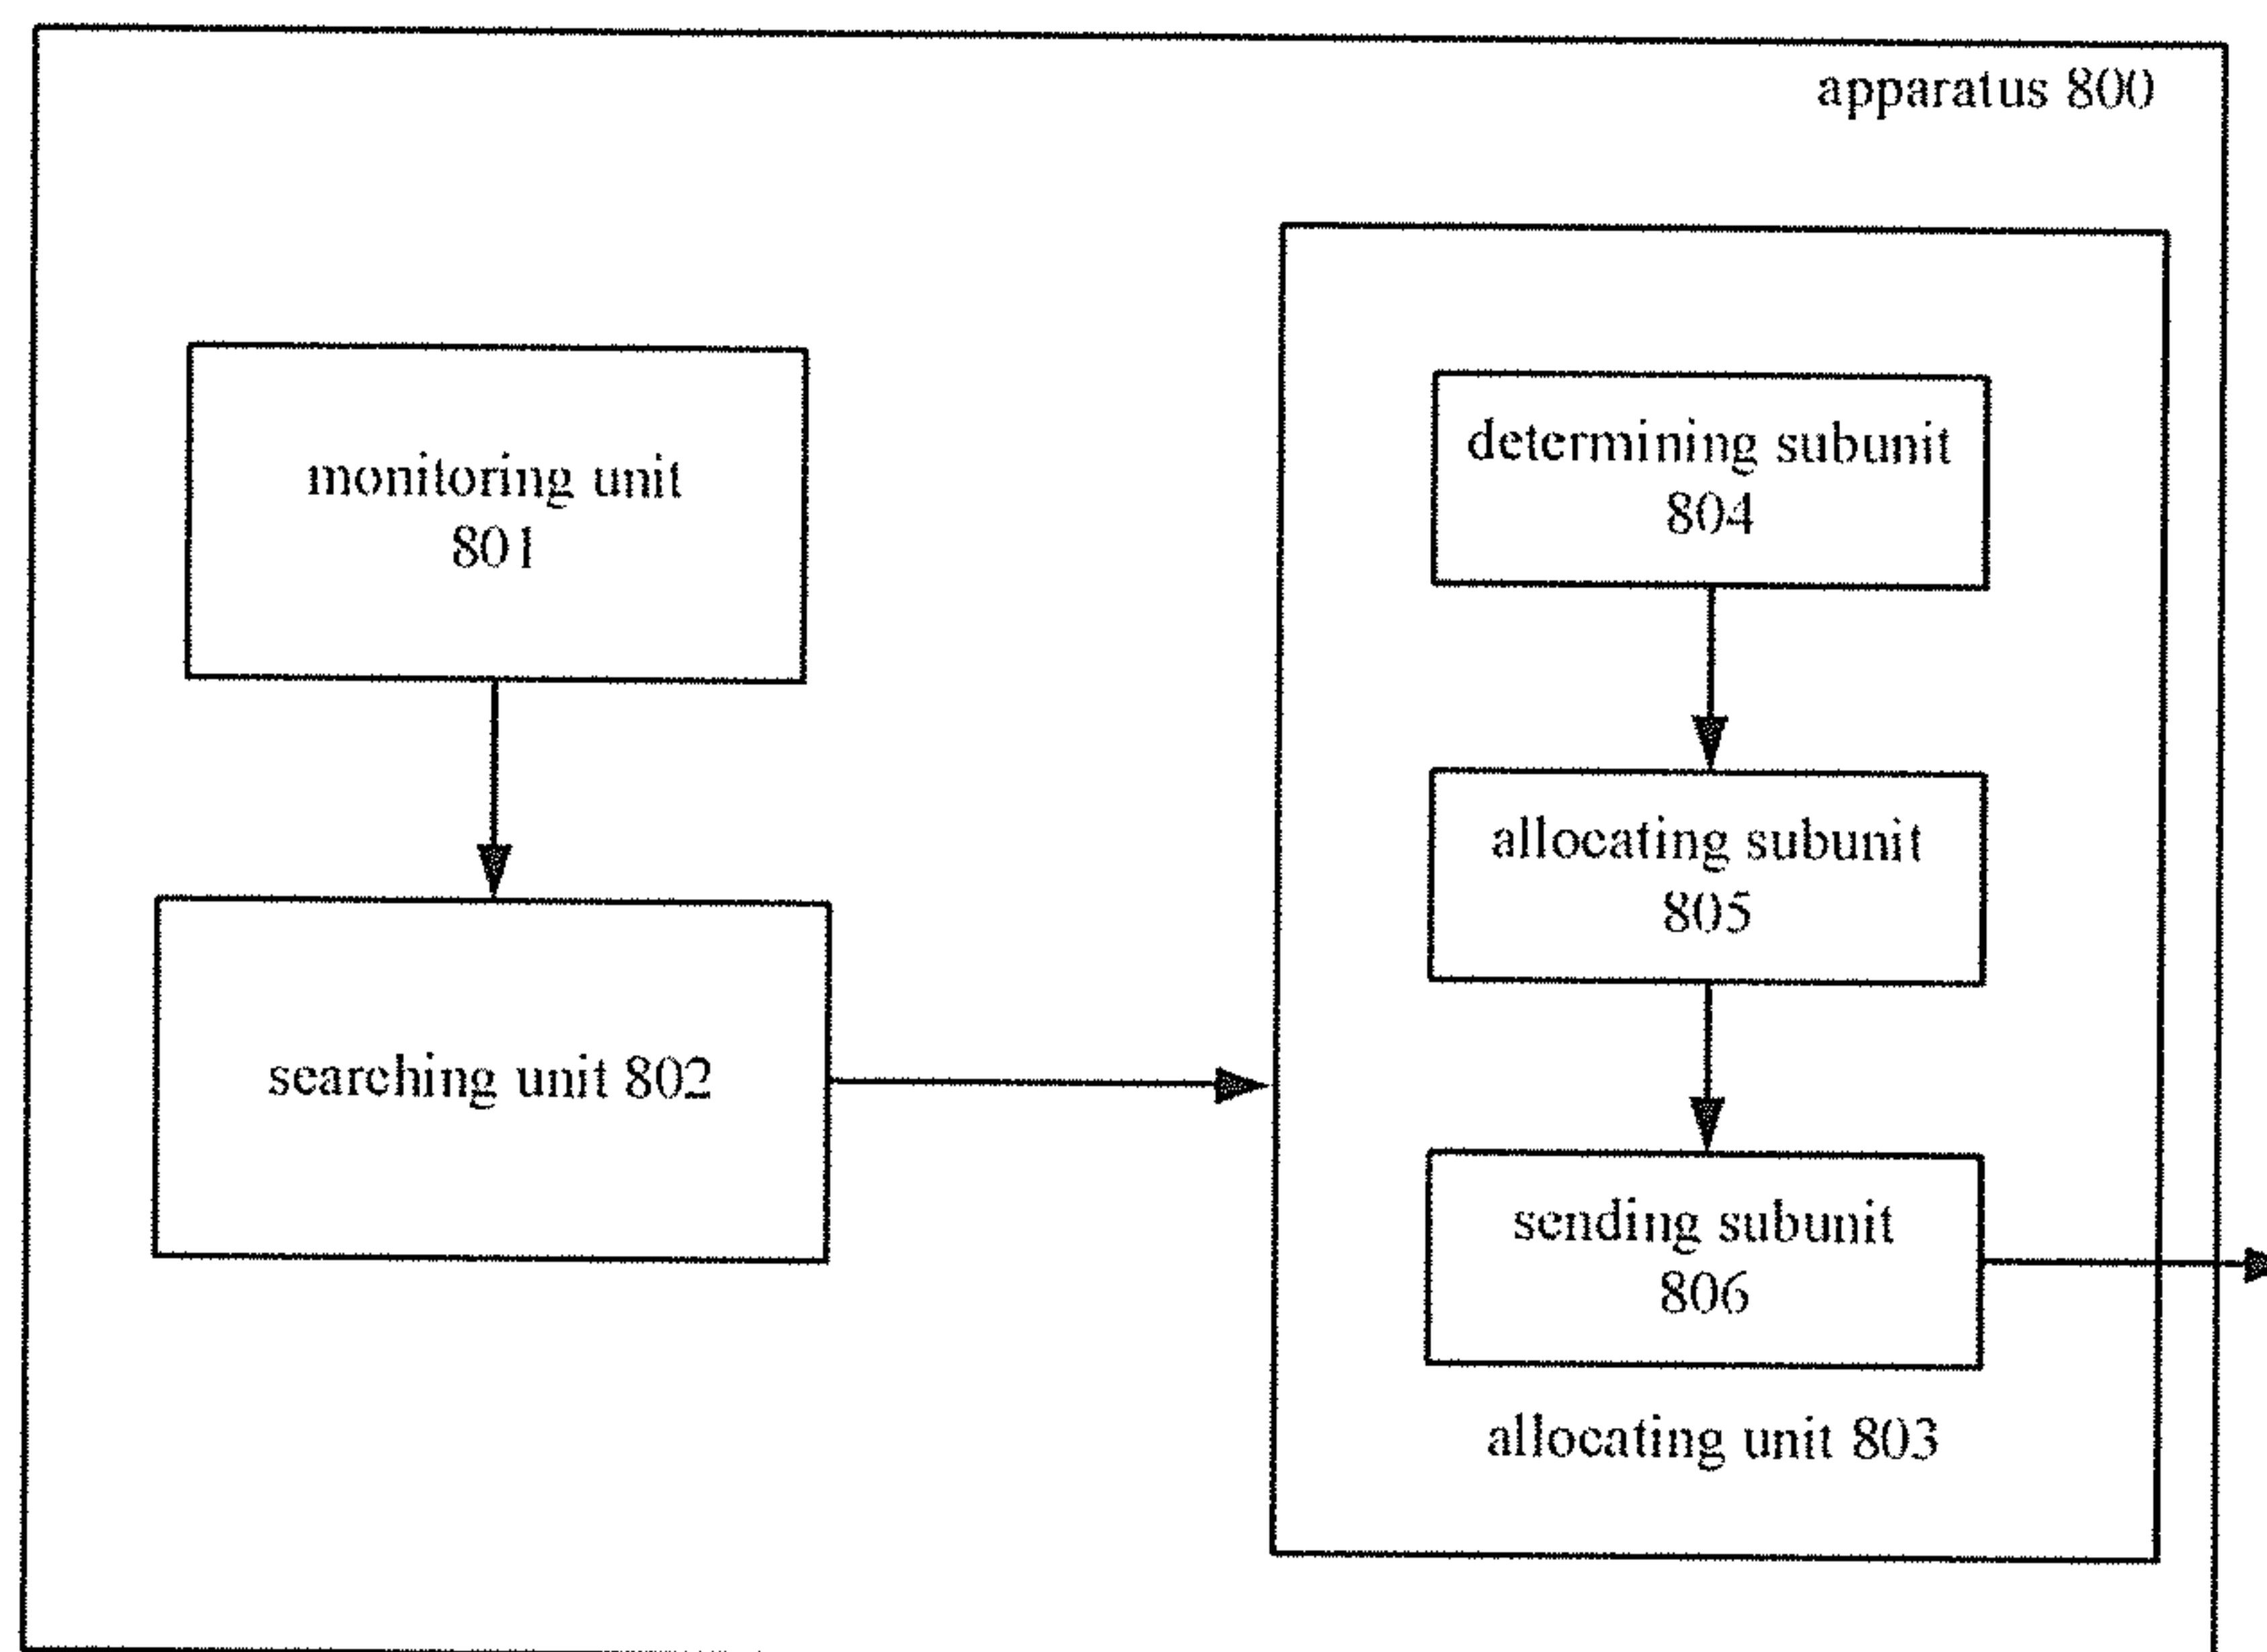 apparatus 800
monitoring unit
801
searching unit 802
determining subunit
804
allocating subunit
805
sending subunit
806
allocating unit 803